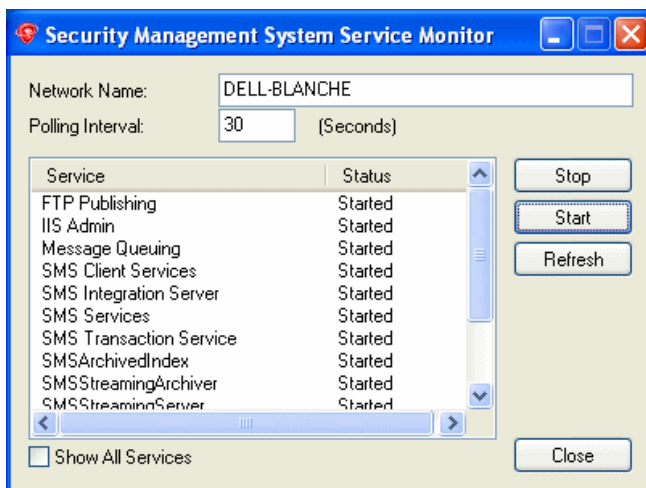 Security Management System Service Monitor
Network Name: DELL-BLANCHE
Polling Interval: 30 (Seconds)
Service Status
FTP Publishing Started
IIS Admin Started
Message Queuing Started
SMS Client Services Started
SMS Integration Server Started
SMS Services Started
SMS Transaction Service Started
SMSArchivedIndex Started
SMSStreamingArchiver Started
SMSStreamingServer Started
Stop
Start
Refresh
Show All Services
Close